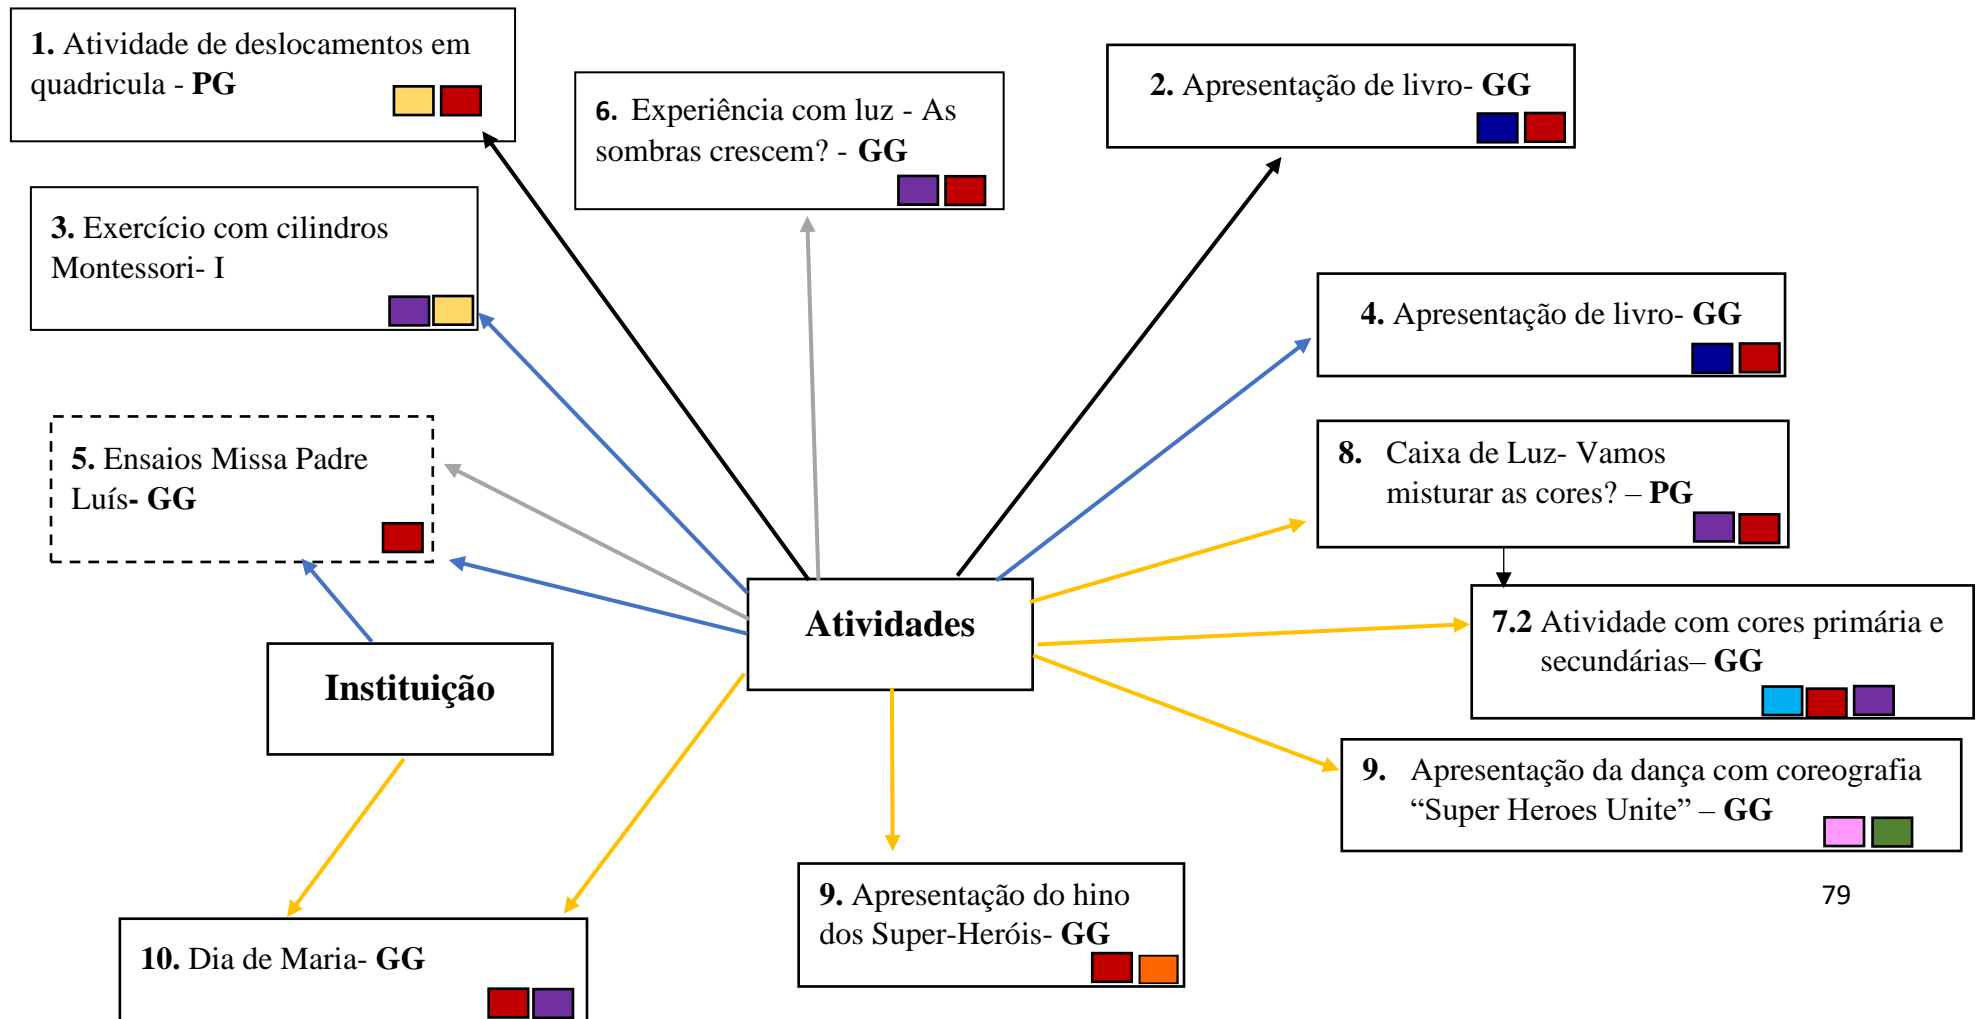 1. Atividade de deslocamentos em
quadricula - PG
6. Experiência com luz - As
sombras crescem? - GG
2. Apresentação de livro- GG
3. Exercício com cilindros
Montessori- I
4. Apresentação de livro- GG
5. Ensaios Missa Padre
Luís- GG
8. Caixa de Luz- Vamos
misturar as cores? – PG
Atividades
7.2 Atividade com cores primária e
secundárias– GG
Instituição
9. Apresentação da dança com coreografia
“Super Heroes Unite” – GG
9. Apresentação do hino
dos Super-Heróis- GG
79
10. Dia de Maria- GG